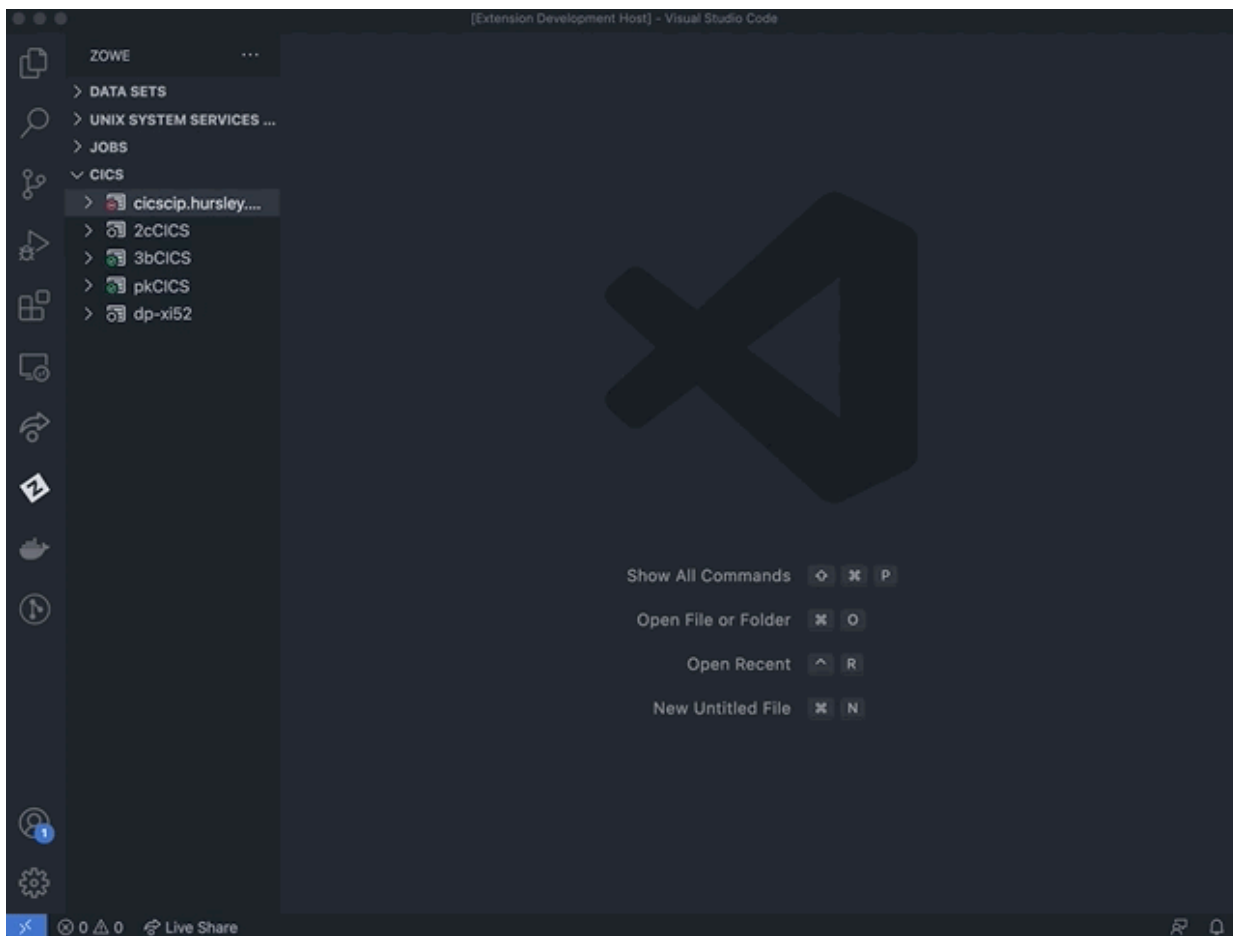 [Extension Development Host] - Visual Studio Code
ZOWE ...
DATA SETS
UNIX SYSTEM SERVICES ...
JOBS
CICS
cicscip.hursley....
2cCICS
3bCICS
pkCICS
dp-xi52
Show All Commands ⇧ ⌘ P
Open File or Folder ⌘ O
Open Recent ^ R
New Untitled File ⌘ N
1
0 0 Live Share